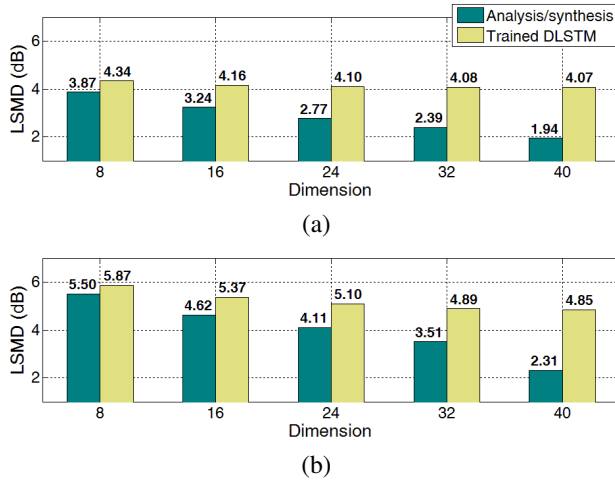 Analysis/synthesis
Trained DLSTM
LSMD (dB)
6
4
2
3.87 4.34 3.24 4.16 2.77 4.10 2.39 4.08 1.94 4.07
8 16 24 32 40
Dimension
(a)
LSMD (dB)
6
4
2
5.50 5.87 4.62 5.37 4.11 5.10 3.51 4.89 2.31 4.85
8 16 24 32 40
Dimension
(b)